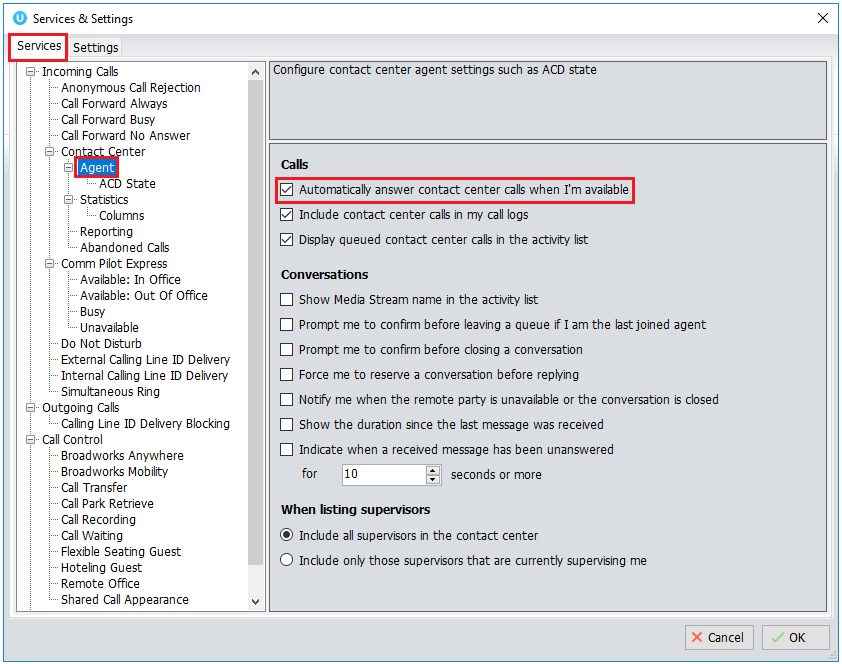 U Services & Settings
Services Settings
Incoming Calls
Anonymous Call Rejection
Call Forward Always
Call Forward Busy
Call Forward No Answer
Contact Center
Agent
ACD State
Statistics
Columns
Reporting
Abandoned Calls
Comm Pilot Express
Available: In Office
Available: Out Of Office
Busy
Unavailable
Do Not Disturb
External Calling Line ID Delivery
Internal Calling Line ID Delivery
Simultaneous Ring
Outgoing Calls
Calling Line ID Delivery Blocking
Call Control
Broadworks Anywhere
Broadworks Mobility
Call Transfer
Call Park Retrieve
Call Recording
Call Waiting
Flexible Seating Guest
Hoteling Guest
Remote Office
Shared Call Appearance
Configure contact center agent settings such as ACD state
Calls
Automatically answer contact center calls when I'm available
Include contact center calls in my call logs
Display queued contact center calls in the activity list
Conversations
Show Media Stream name in the activity list
Prompt me to confirm before leaving a queue if I am the last joined agent
Prompt me to confirm before closing a conversation
Force me to reserve a conversation before replying
Notify me when the remote party is unavailable or the conversation is closed
Show the duration since the last message was received
Indicate when a received message has been unanswered
for 10 seconds or more
When listing supervisors
Include all supervisors in the contact center
Include only those supervisors that are currently supervising me
Cancel OK